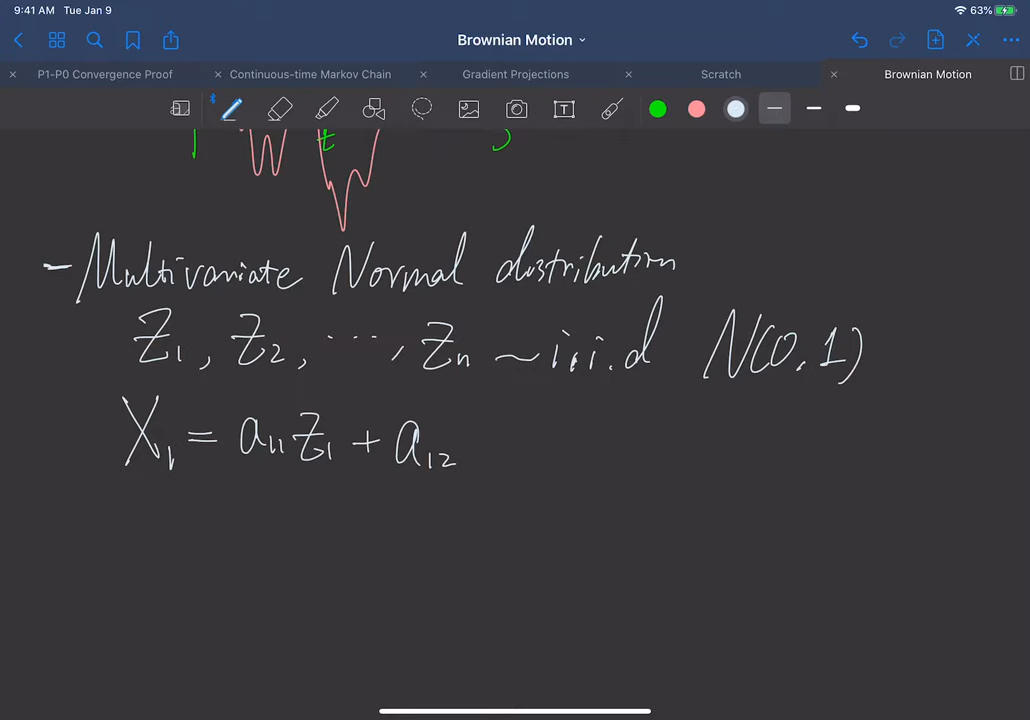 9:41 AM Tue Jan 9
63%
Brownian Motion
P1-P0 Convergence Proof
Continuous-time Markov Chain
Gradient Projections
Scratch
Brownian Motion
t
- Multivariate Normal distribution
Z₁, Z₂, ..., Zₙ ~ i.i.d N(0.1)
X₁ = a₁₁ Z₁ + a₁₂